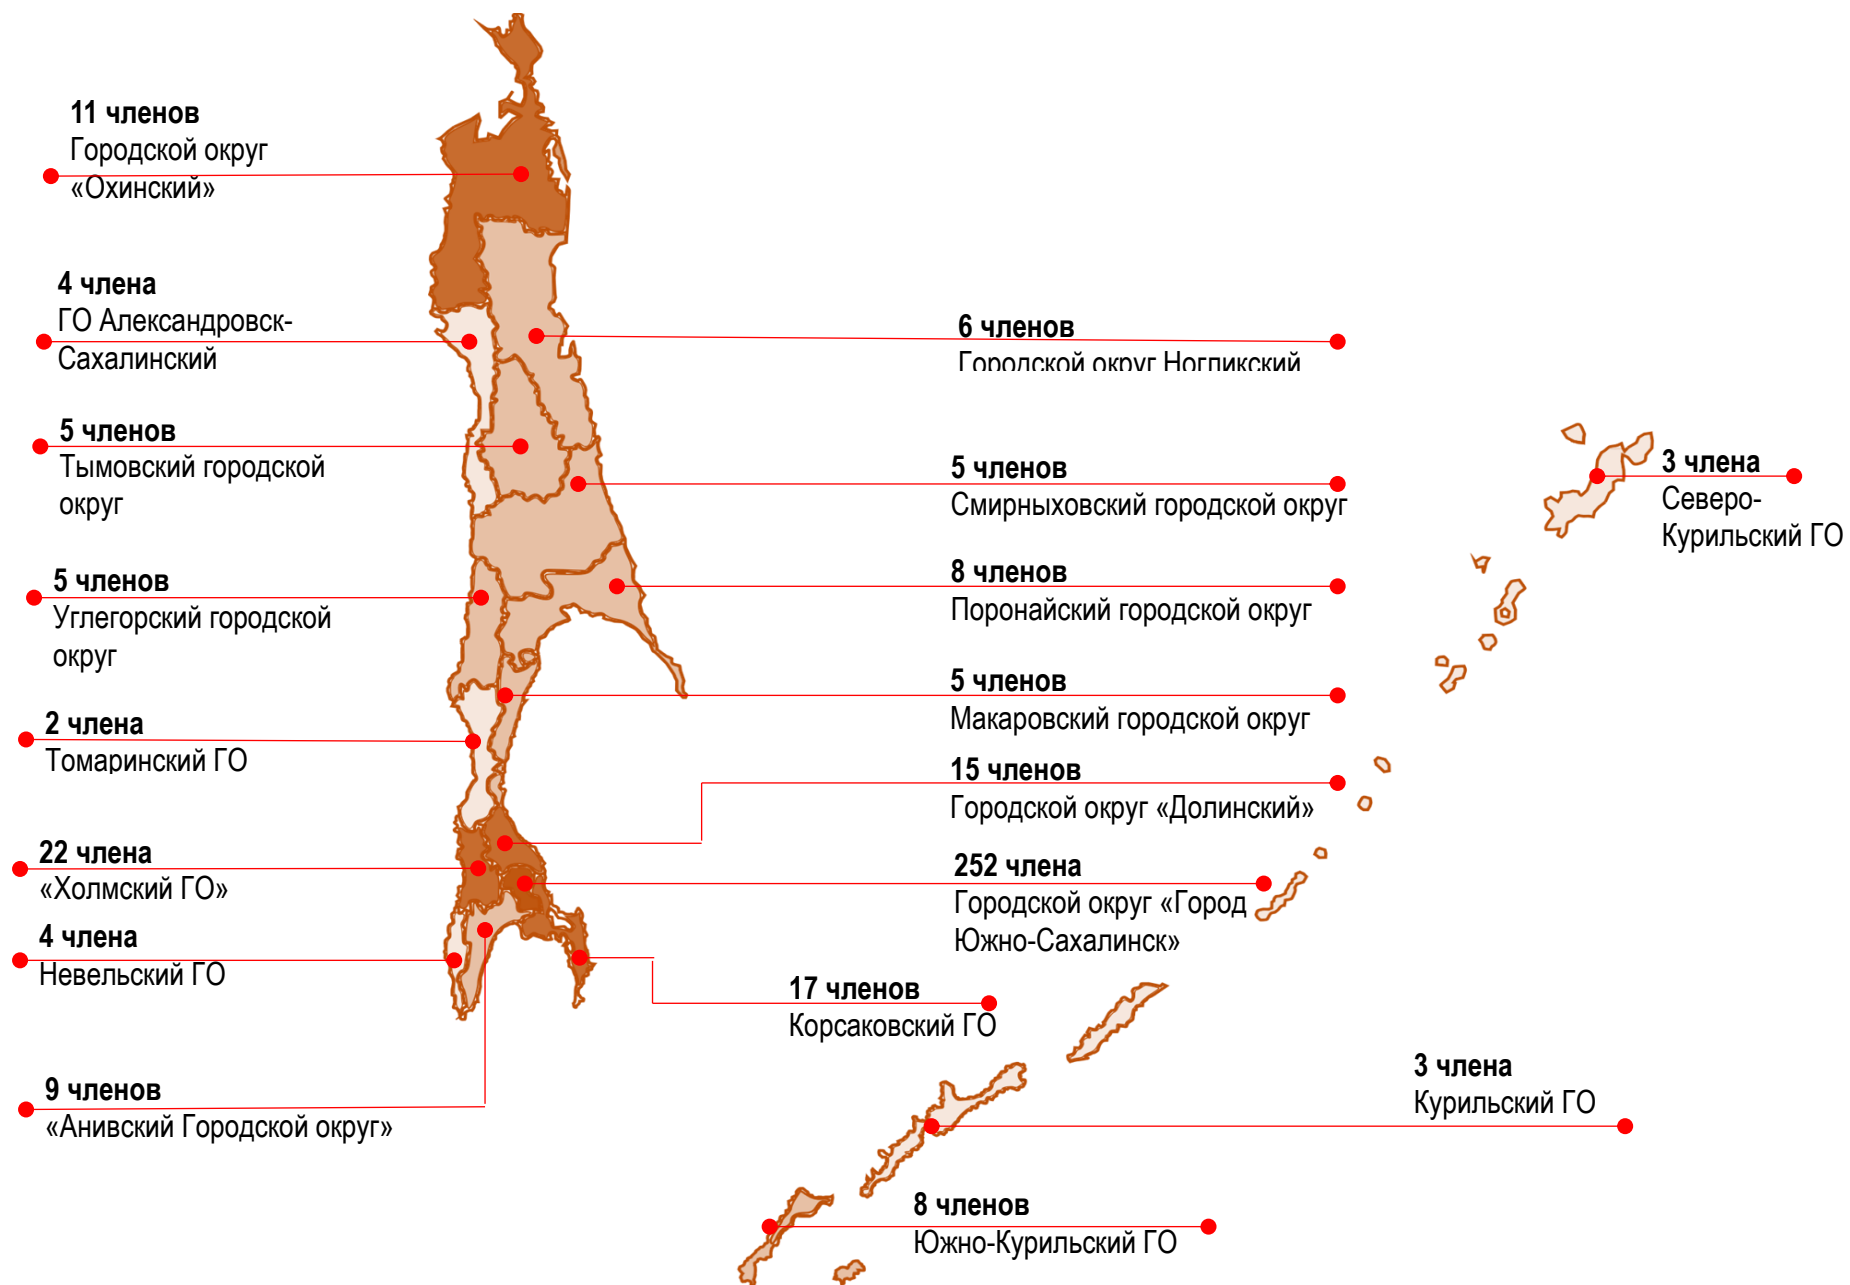 11 членов
Городской округ
«Охинский»
4 члена
ГО Александровск-
Сахалинский
5 членов
Тымовский городской
округ
5 членов
Углегорский городской
округ
2 члена
Томаринский ГО
22 члена
«Холмский ГО»
4 члена
Невельский ГО
9 членов
«Анивский Городской округ»
6 членов
Городской округ Ногликский
5 членов
Смирныховский городской округ
8 членов
Поронайский городской округ
5 членов
Макаровский городской округ
15 членов
Городской округ «Долинский»
252 члена
Городской округ «Город
Южно-Сахалинск»
17 членов
Корсаковский ГО
3 члена
Северо-
Курильский ГО
3 члена
Курильский ГО
8 членов
Южно-Курильский ГО